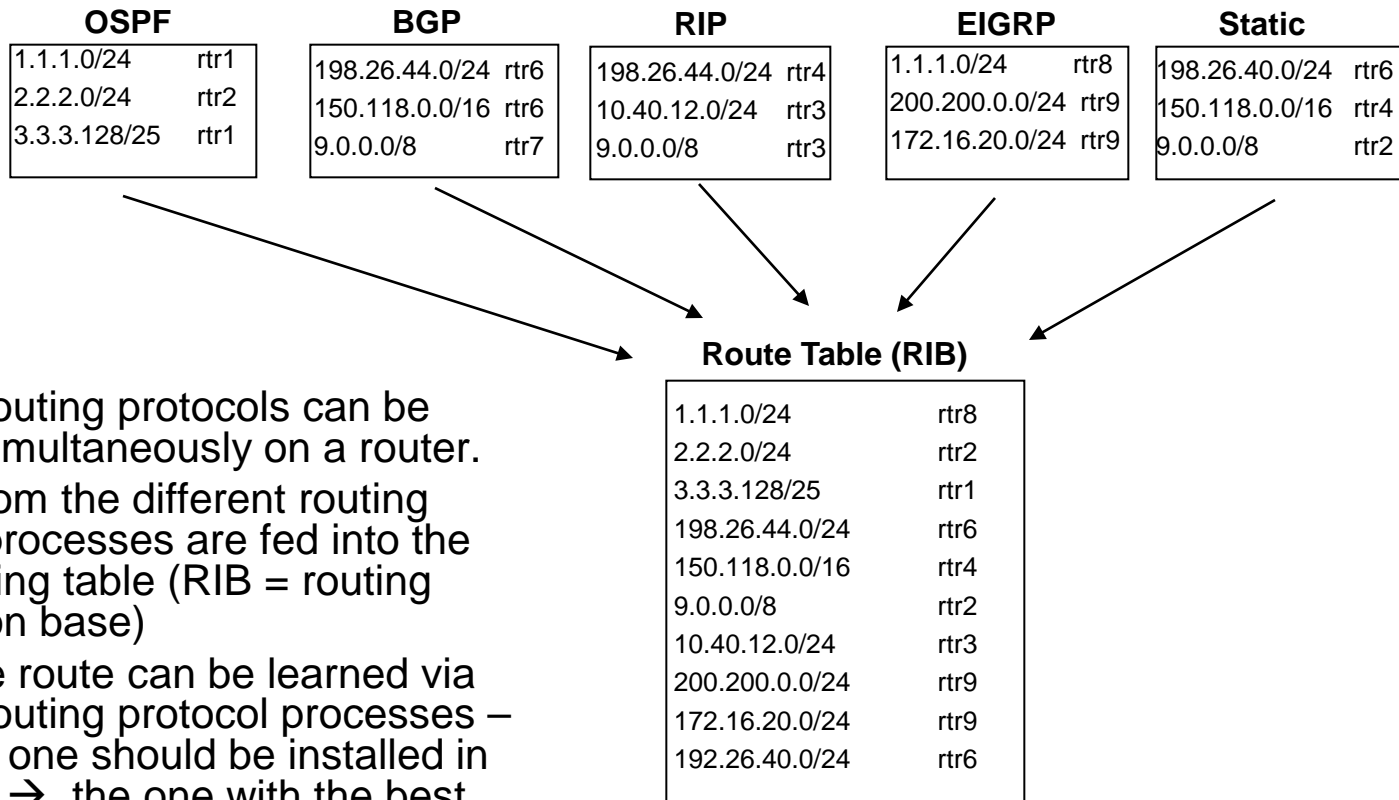 OSPF BGP RIP EIGRP Static
1.1.1.0/24 rtr1
2.2.2.0/24 rtr2
3.3.3.128/25 rtr1
198.26.44.0/24 rtr6
150.118.0.0/16 rtr6
9.0.0.0/8 rtr7
198.26.44.0/24 rtr4
10.40.12.0/24 rtr3
9.0.0.0/8 rtr3
1.1.1.0/24 rtr8
200.200.0.0/24 rtr9
172.16.20.0/24 rtr9
198.26.40.0/24 rtr6
150.118.0.0/16 rtr4
9.0.0.0/8 rtr2
Route Table (RIB)
1.1.1.0/24 rtr8
2.2.2.0/24 rtr2
3.3.3.128/25 rtr1
198.26.44.0/24 rtr6
150.118.0.0/16 rtr4
9.0.0.0/8 rtr2
10.40.12.0/24 rtr3
200.200.0.0/24 rtr9
172.16.20.0/24 rtr9
192.26.40.0/24 rtr6
outing protocols can be
multaneously on a router.
om the different routing
rocesses are fed into the
ing table (RIB = routing
on base)
e route can be learned via
outing protocol processes –
one should be installed in
→ the one with the best